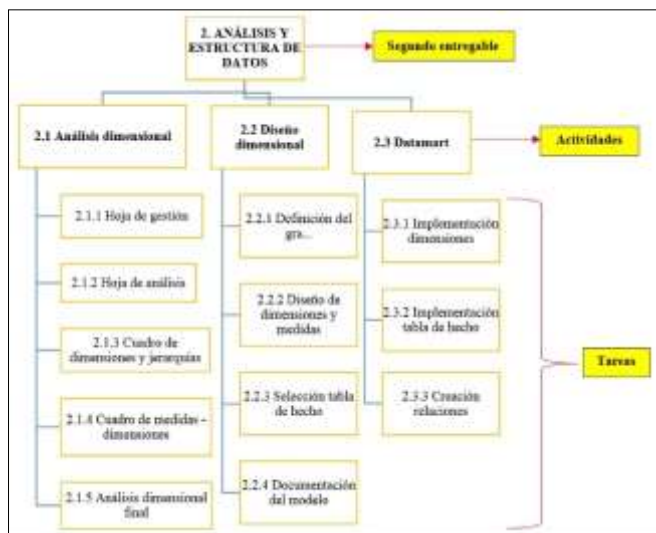 2. ANÁLISIS Y
ESTRUCTURA DE
DATOS
Segundo entregable
2.1 Análisis dimensional
2.2 Diseño
dimensional
2.3 Datamart
Actividades
2.1.1 Hoja de gestión
2.1.2 Hoja de análisis
2.1.3 Cuadro de
dimensiones y jerarquías
2.1.4 Cuadro de medidas -
dimensiones
2.1.5 Análisis dimensional
final
2.2.1 Definición del
gra...
2.2.2 Diseño de
dimensiones y
medidas
2.2.3 Selección tabla
de hecho
2.2.4 Documentación
del modelo
2.3.1 Implementación
dimensiones
2.3.2 Implementación
tabla de hecho
2.3.3 Creación
relaciones
Tareas